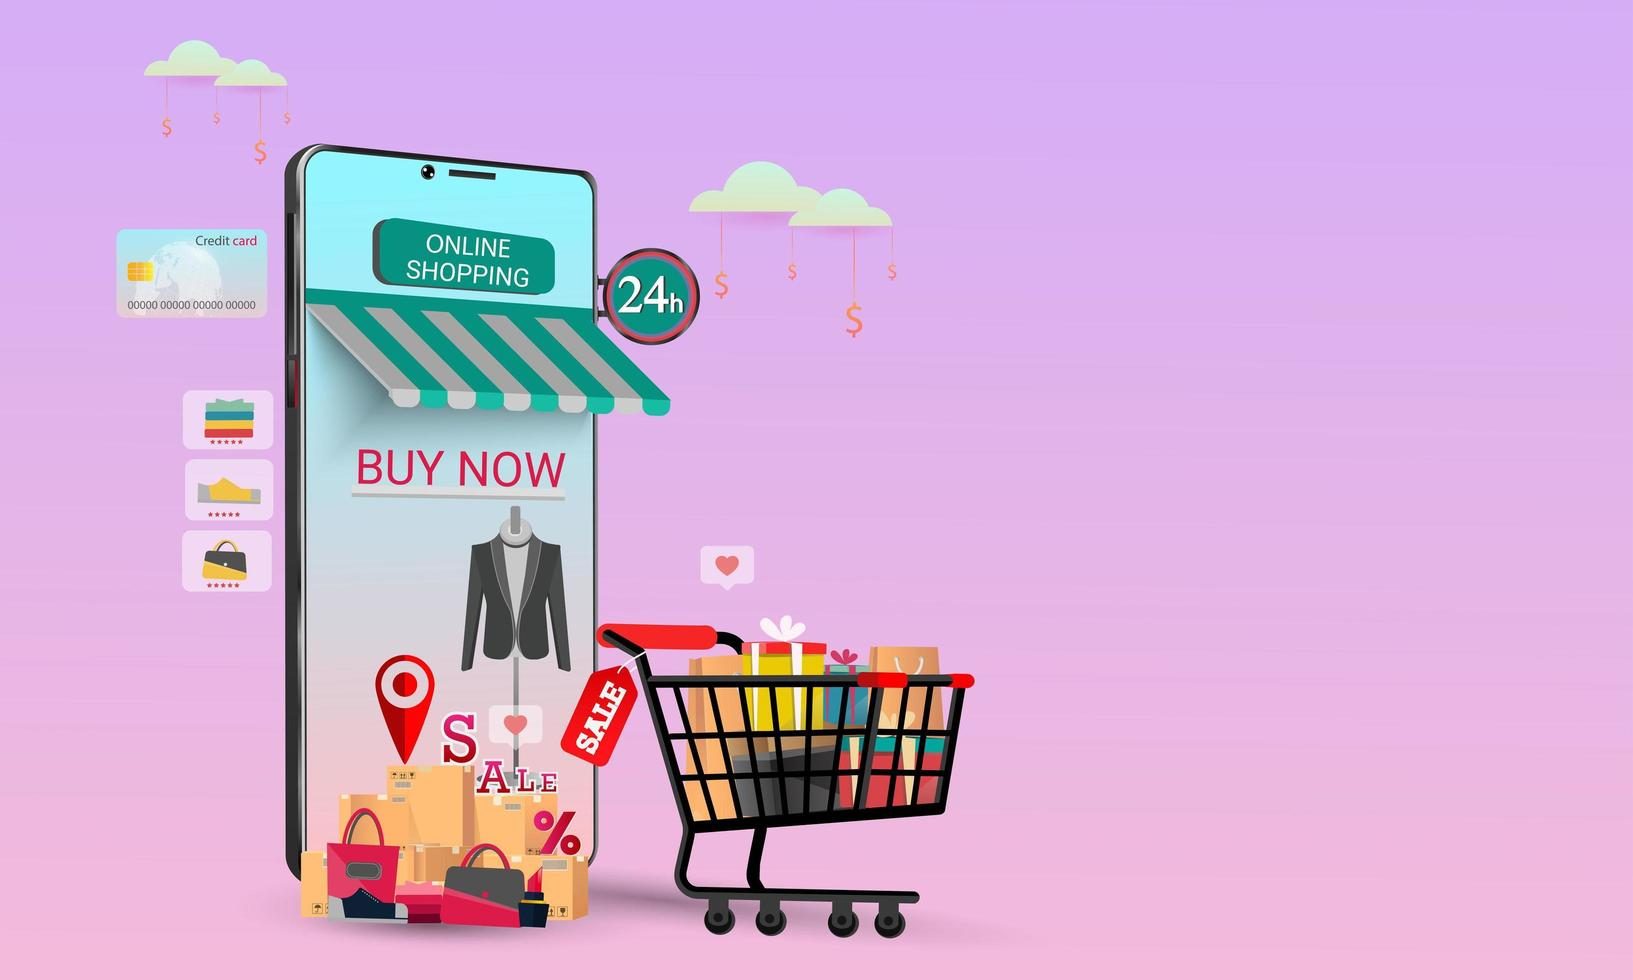 $ $ $ $
Credit card
00000 00000 00000 00000
ONLINE
SHOPPING
24h
$ $ $ $
BUY NOW
SALE
SALE
%